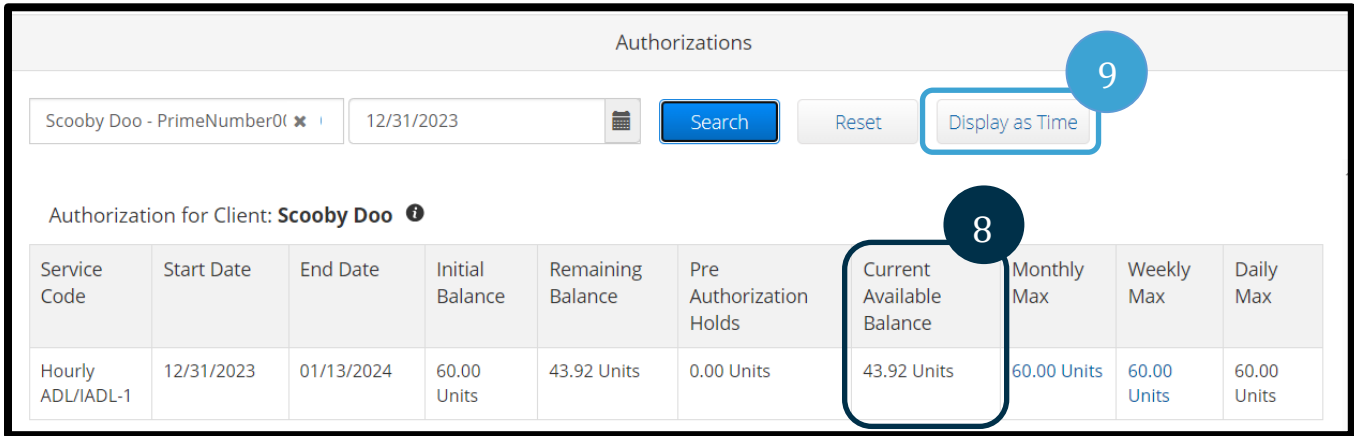 Authorizations
9
Scooby Doo - PrimeNumber0( ✖
12/31/2023
Search
Reset
Display as Time
Authorization for Client: Scooby Doo
8
Service
Code
Start Date
End Date
Initial
Balance
Remaining
Balance
Pre
Authorization
Holds
Current
Available
Balance
Monthly
Max
Weekly
Max
Daily
Max
Hourly
ADL/IADL-1
12/31/2023
01/13/2024
60.00
Units
43.92 Units
0.00 Units
43.92 Units
60.00 Units
60.00
Units
60.00
Units